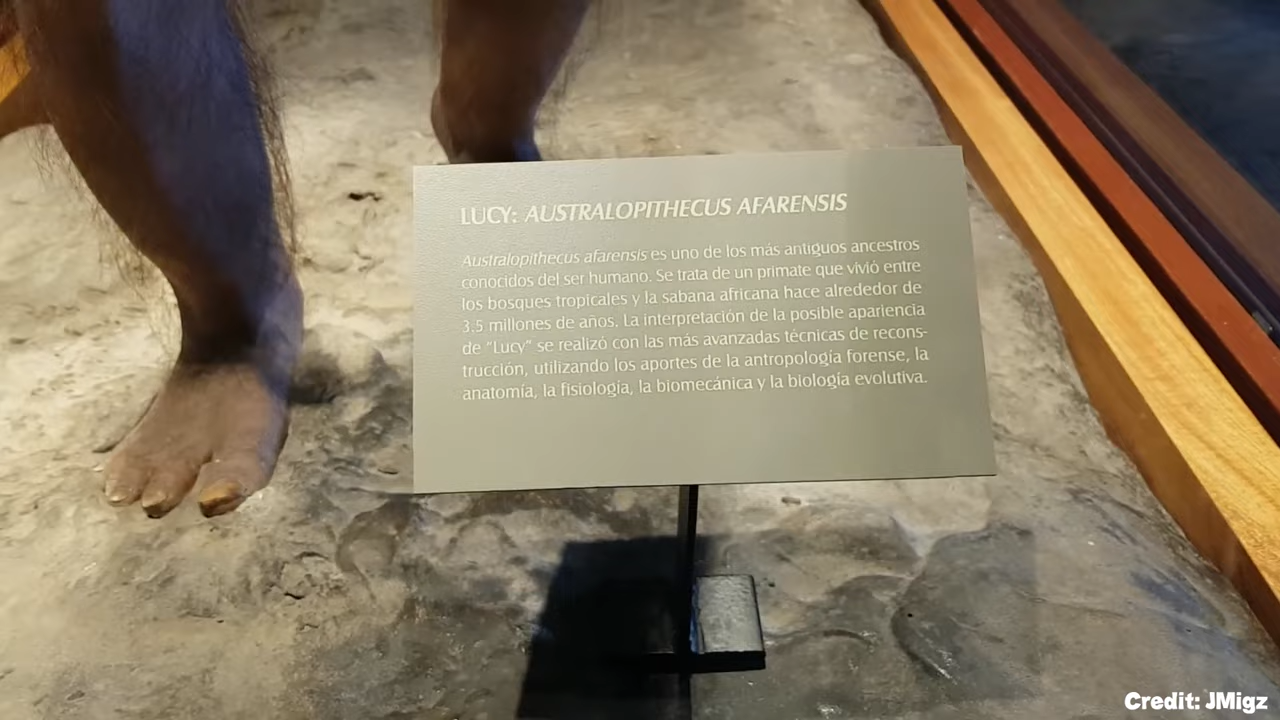 LUCY: AUSTRALOPITHECUS AFARENSIS
Australopithecus afarensis es uno de los más antiguos ancestros
conocidos del ser humano. Se trata de un primate que vivió entre
los bosques tropicales y la sabana africana hace alrededor de
3.5 millones de años. La interpretación de la posible apariencia
de “Lucy” se realizó con las más avanzadas técnicas de recons-
trucción, utilizando los aportes de la antropología forense, la
anatomía, la fisiología, la biomecánica y la biología evolutiva.
Credit: JMigz